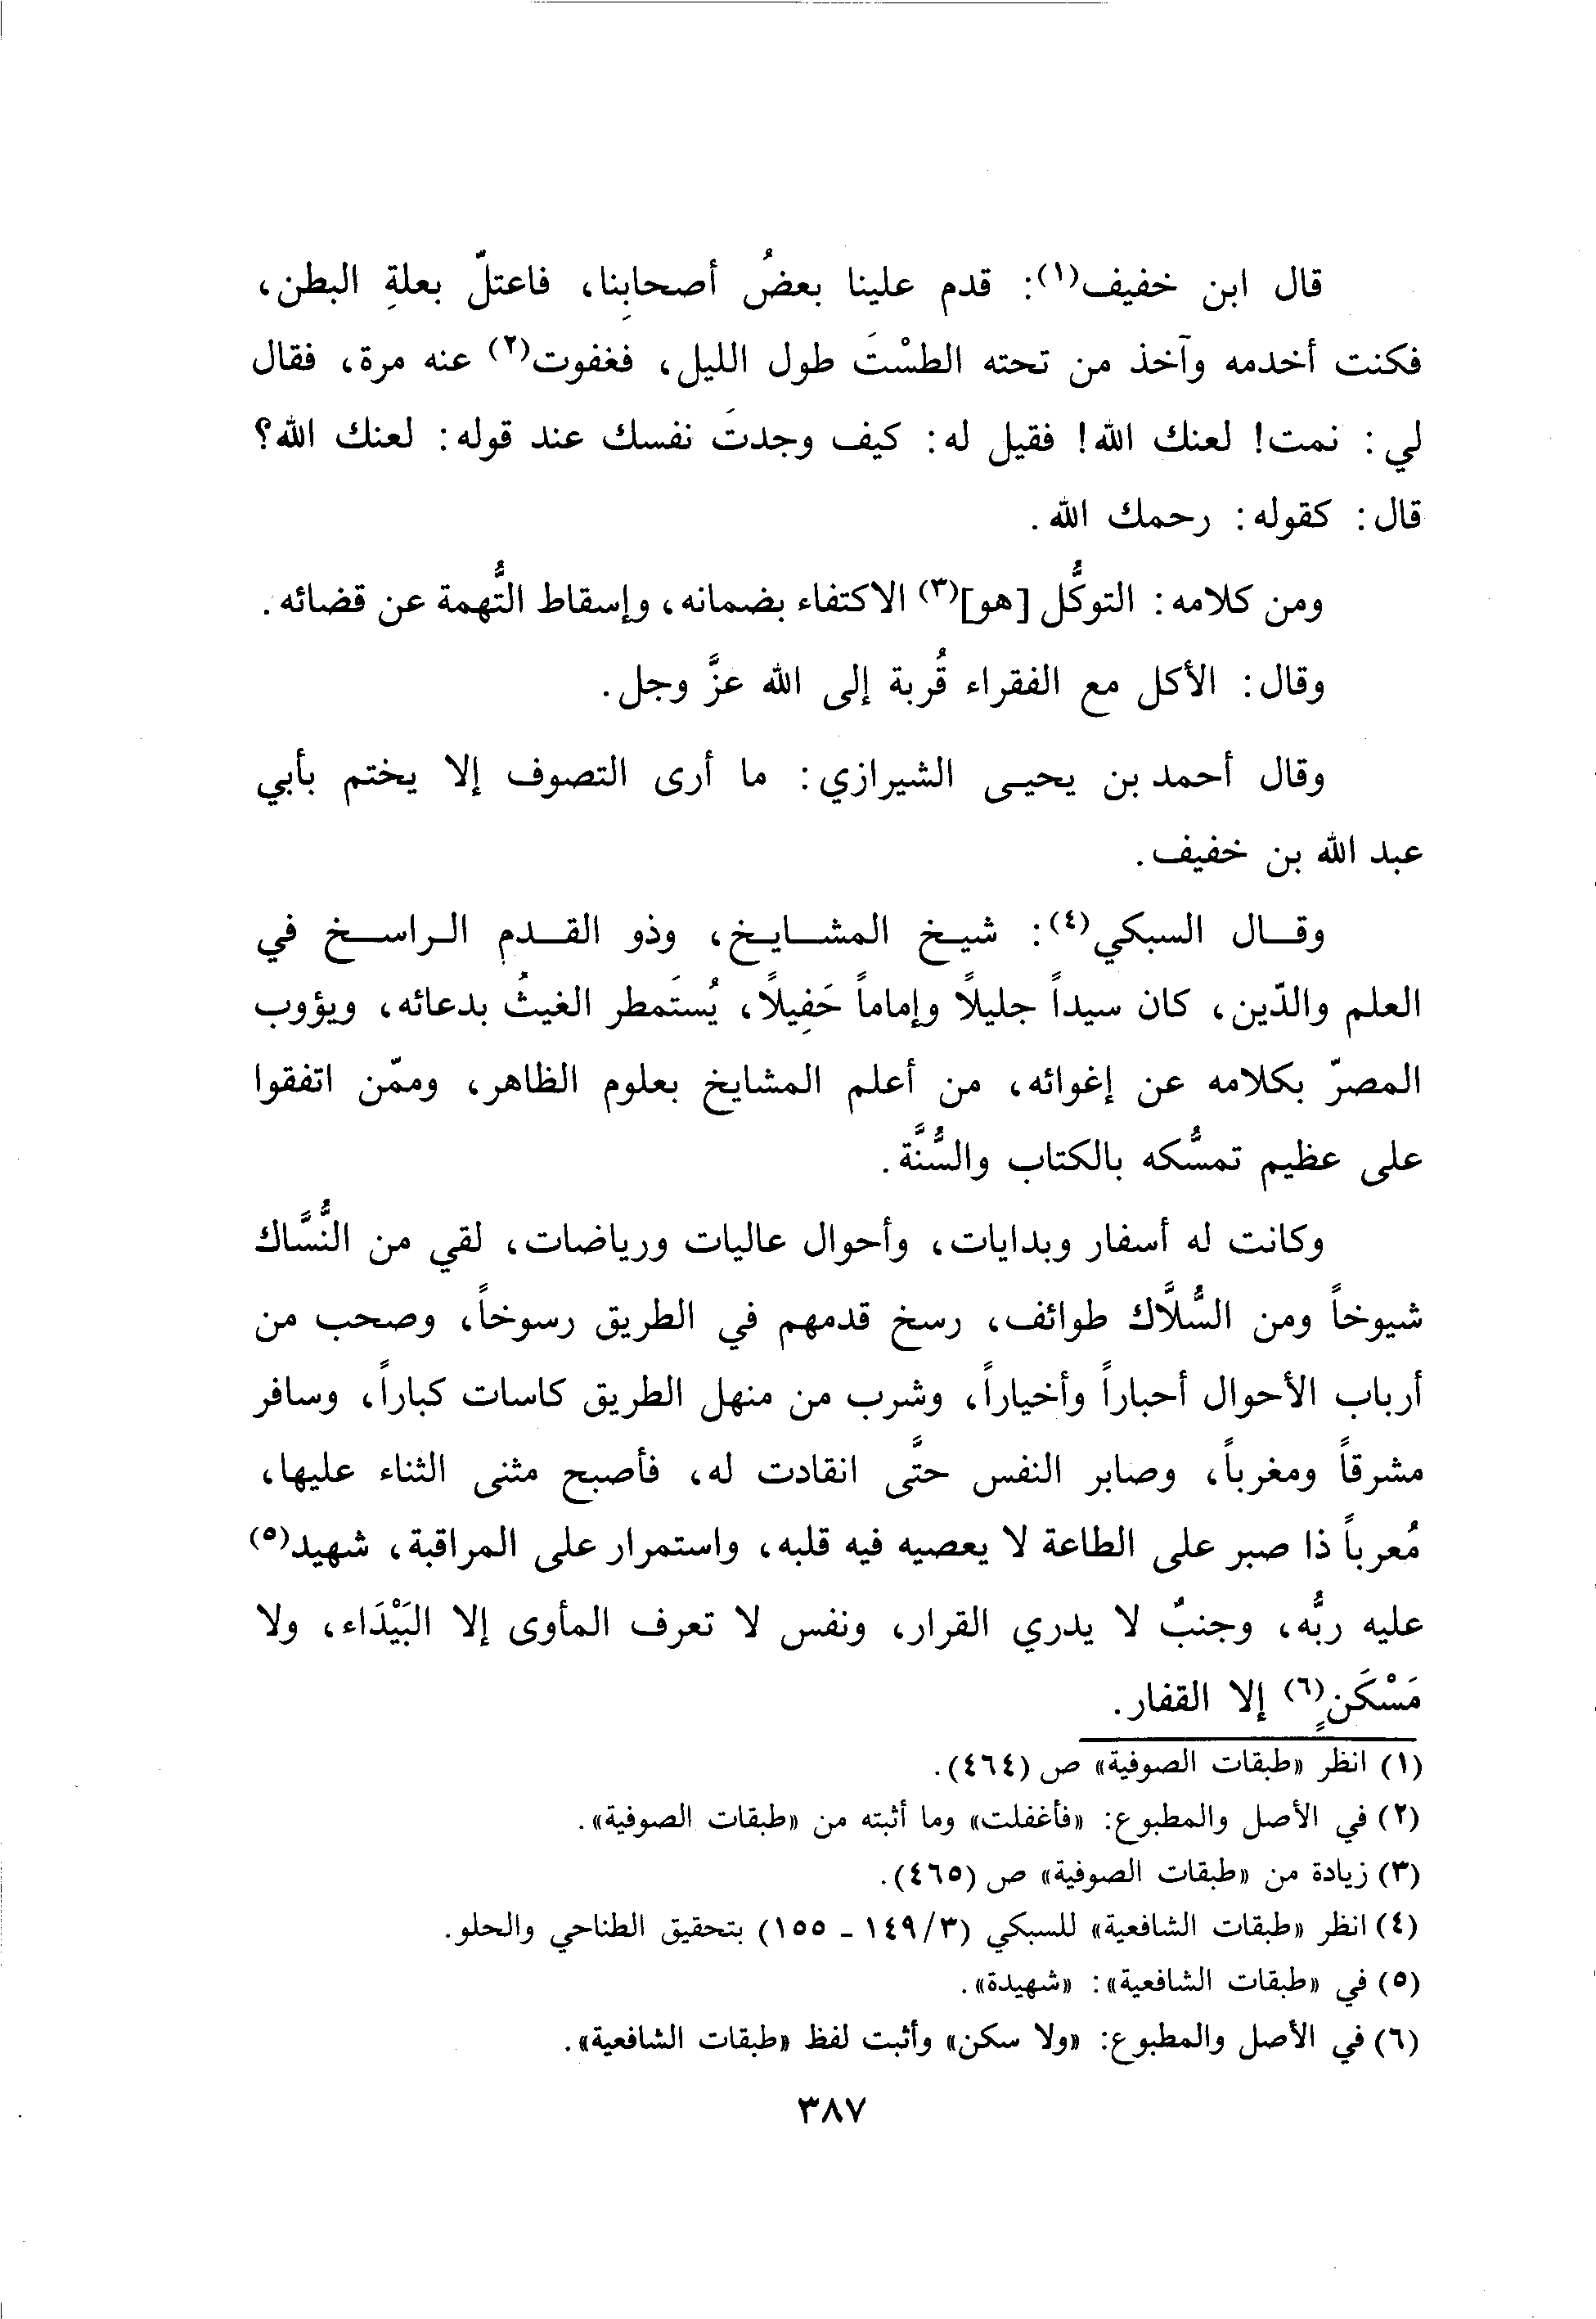 قال ابن خفيف(١): قدم علينا بعضُ أصحابِنا، فاعتلّ بعلةِ البطن،
فكنت أخدمه وآخذ من تحته الطسْتَ طول الليل، فغفوت(٢) عنه مرة، فقال
لي: نمت! لعنك الله! فقيل له: كيف وجدتَ نفسك عند قوله: لعنك الله؟
قال: كقوله: رحمك الله.
ومن كلامه: التوكُّل [هو](٣) الاكتفاء بضمانه، وإسقاط التُّهمة عن قضائه.
وقال: الأكل مع الفقراء قُربة إلى الله عزَّ وجل.
وقال أحمد بن يحيى الشيرازي: ما أرى التصوف إلا يختم بأبي
عبد الله بن خفيف.
وقال السبكي(٤): شيخ المشايخ، وذو القدم الراسخ في
العلم والدّين، كان سيداً جليلاً وإماماً حَفِيلاً، يُستَمطر الغيثُ بدعائه، ويؤوب
المصرّ بكلامه عن إغوائه، من أعلم المشايخ بعلوم الظاهر، وممّن اتفقوا
على عظيم تمسُّكه بالكتاب والسُّنَّة.
وكانت له أسفار وبدايات، وأحوال عاليات ورياضات، لقي من النُّسَّاك
شيوخاً ومن السُّلاَّك طوائف، رسخ قدمهم في الطريق رسوخاً، وصحب من
أرباب الأحوال أحباراً وأخياراً، وشرب من منهل الطريق كاسات كباراً، وسافر
مشرقاً ومغرباً، وصابر النفس حتَّى انقادت له، فأصبح مثنى الثناء عليها،
مُعرباً ذا صبر على الطاعة لا يعصيه فيه قلبه، واستمرار على المراقبة، شهيد(٥)
عليه ربُّه، وجنبٌ لا يدري القرار، ونفس لا تعرف المأوى إلا البَيْدَاء، ولا
مَسْكَنٍ(٦) إلا القفار.
(١) انظر «طبقات الصوفية» ص (٤٦٤).
(٢) في الأصل والمطبوع: «فأغفلت» وما أثبته من «طبقات الصوفية».
(٣) زيادة من «طبقات الصوفية» ص (٤٦٥).
(٤) انظر «طبقات الشافعية» للسبكي (٣/ ١٤٩ - ١٥٥) بتحقيق الطناحي والحلو.
(٥) في «طبقات الشافعية»: «شهيدة».
(٦) في الأصل والمطبوع: «ولا سكن» وأثبت لفظ «طبقات الشافعية».
٣٨٧